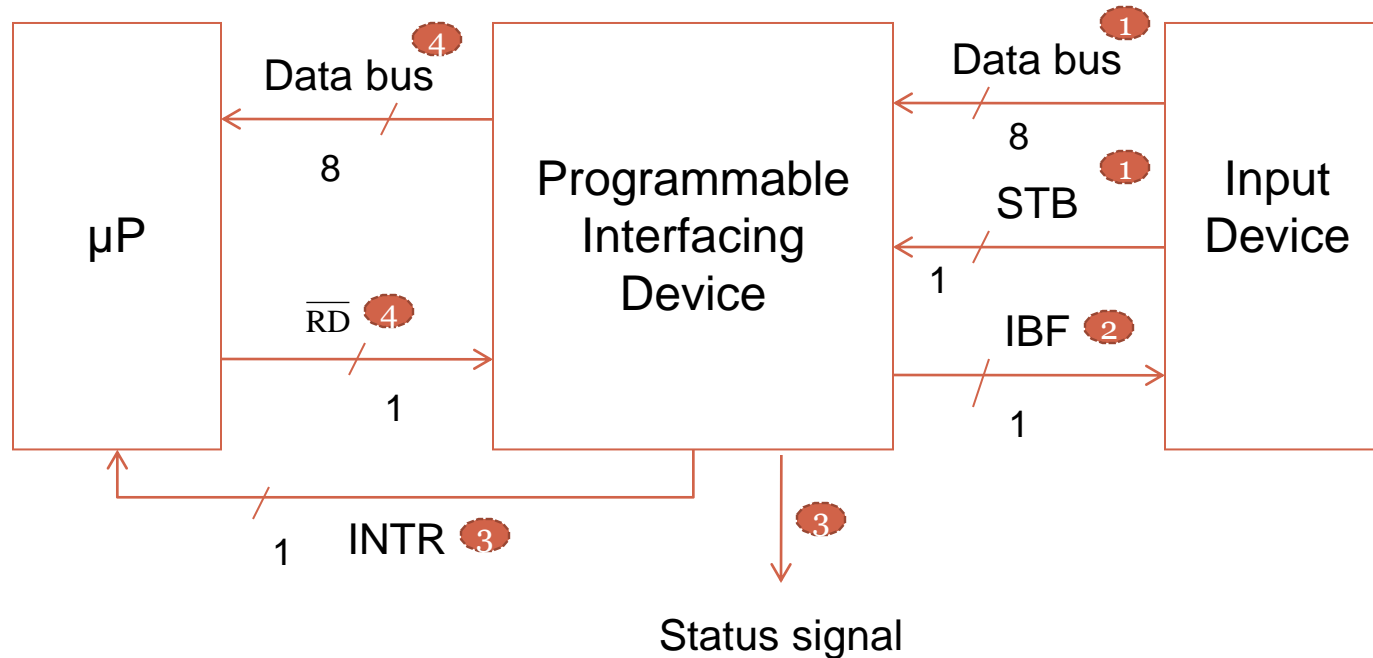 4
Data bus
8
μP
R̅D̅ 4
1
1
INTR 3
Programmable
Interfacing
Device
3
Status signal
1
Data bus
8
1
STB
1
IBF 2
1
Input
Device